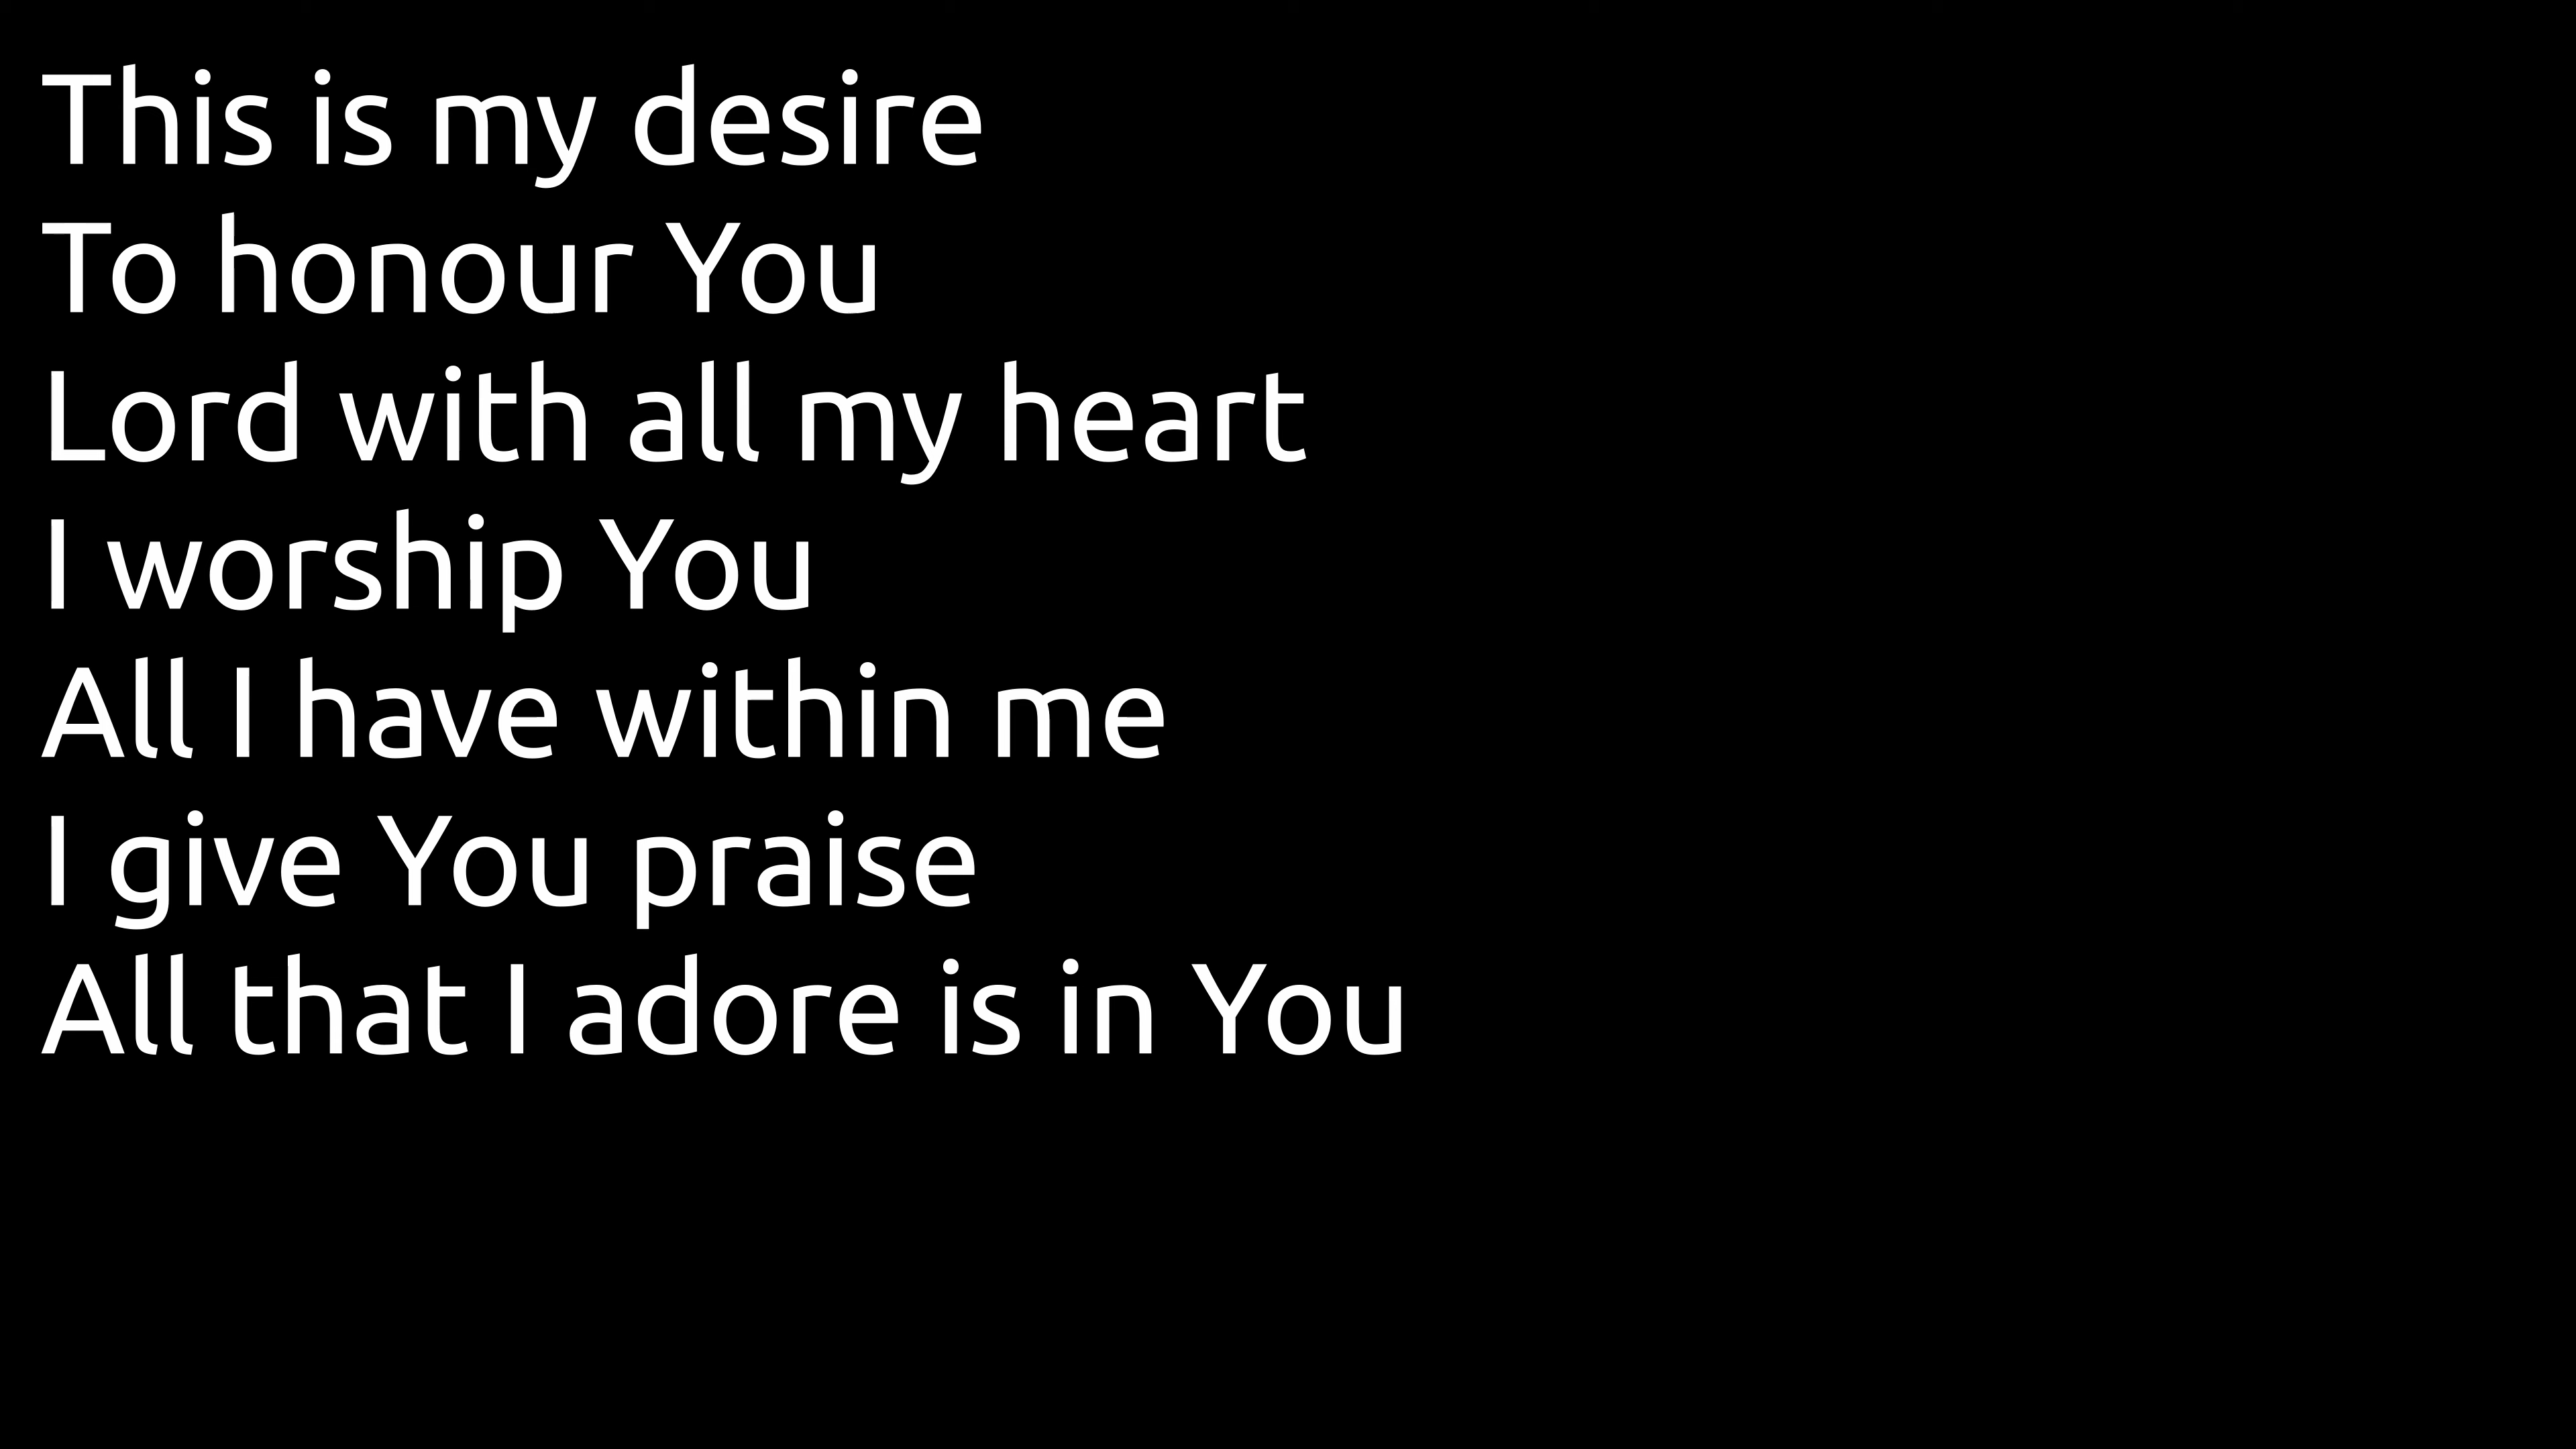 This is my desire
To honour You
Lord with all my heart
I worship You
All I have within me
I give You praise
All that I adore is in You